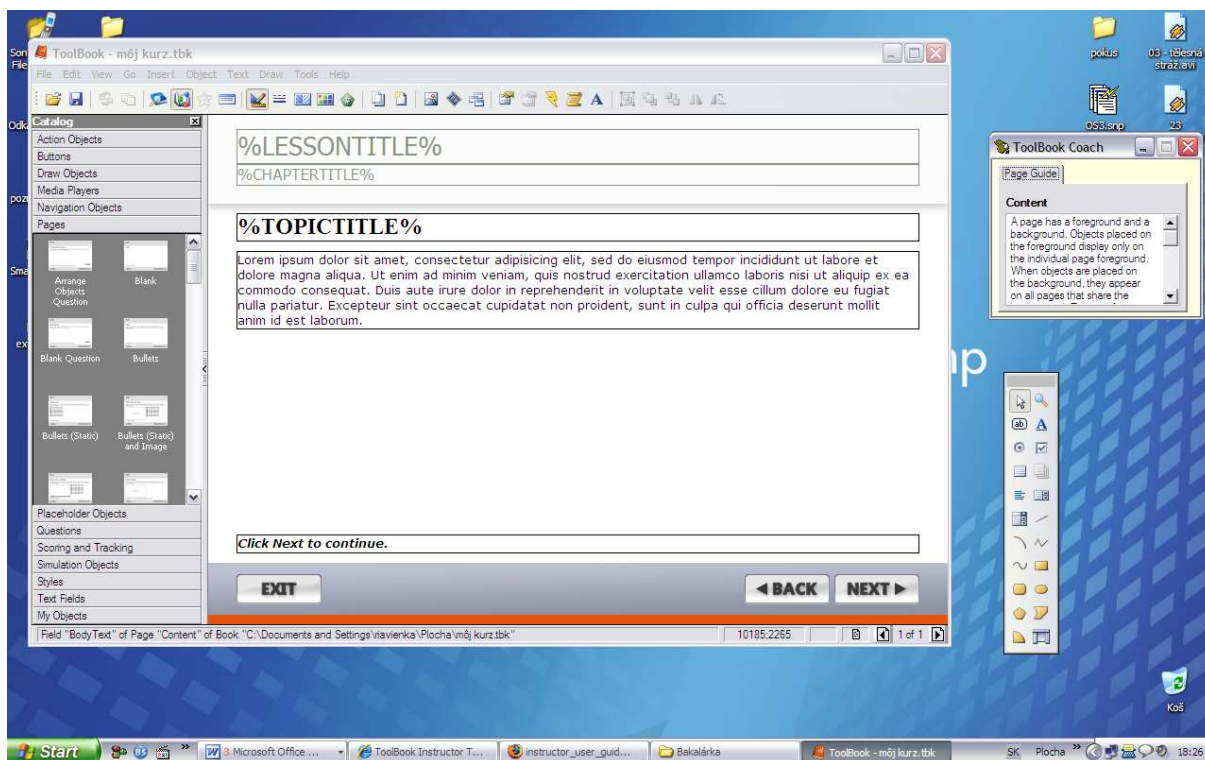 Son
File
pokus
03 - tělesná
stráž.avi
OS3.snp
23
Odk
poz
Sma
ex
np
ToolBook - môj kurz.tbk
File Edit View Go Insert Object Text Draw Tools Help
Catalog
Action Objects
Buttons
Draw Objects
Media Players
Navigation Objects
Pages
Arrange
Objects
Question
Blank
Blank Question
Bullets
Bullets (Static)
Bullets (Static)
and Image
Placeholder Objects
Questions
Scoring and Tracking
Simulation Objects
Styles
Text Fields
My Objects
%LESSONTITLE%
%CHAPTERTITLE%
%TOPICTITLE%
Lorem ipsum dolor sit amet, consectetur adipisicing elit, sed do eiusmod tempor incididunt ut labore et
dolore magna aliqua. Ut enim ad minim veniam, quis nostrud exercitation ullamco laboris nisi ut aliquip ex ea
commodo consequat. Duis aute irure dolor in reprehenderit in voluptate velit esse cillum dolore eu fugiat
nulla pariatur. Excepteur sint occaecat cupidatat non proident, sunt in culpa qui officia deserunt mollit
anim id est laborum.
Click Next to continue.
EXIT
BACK
NEXT
Field "BodyText" of Page "Content" of Book "C:\Documents and Settings\riavienka\Plocha\môj kurz.tbk"
10185;2265
1 of 1
ToolBook Coach
Page Guide
Content
A page has a foreground and a
background. Objects placed on
the foreground display only on
the individual page foreground.
When objects are placed on
the background, they appear
on all pages that share the
Koš
Start
3 Microsoft Office ...
ToolBook Instructor T...
instructor_user_guid...
Bakalárka
ToolBook - môj kurz.tbk
SK
Plocha
18:26